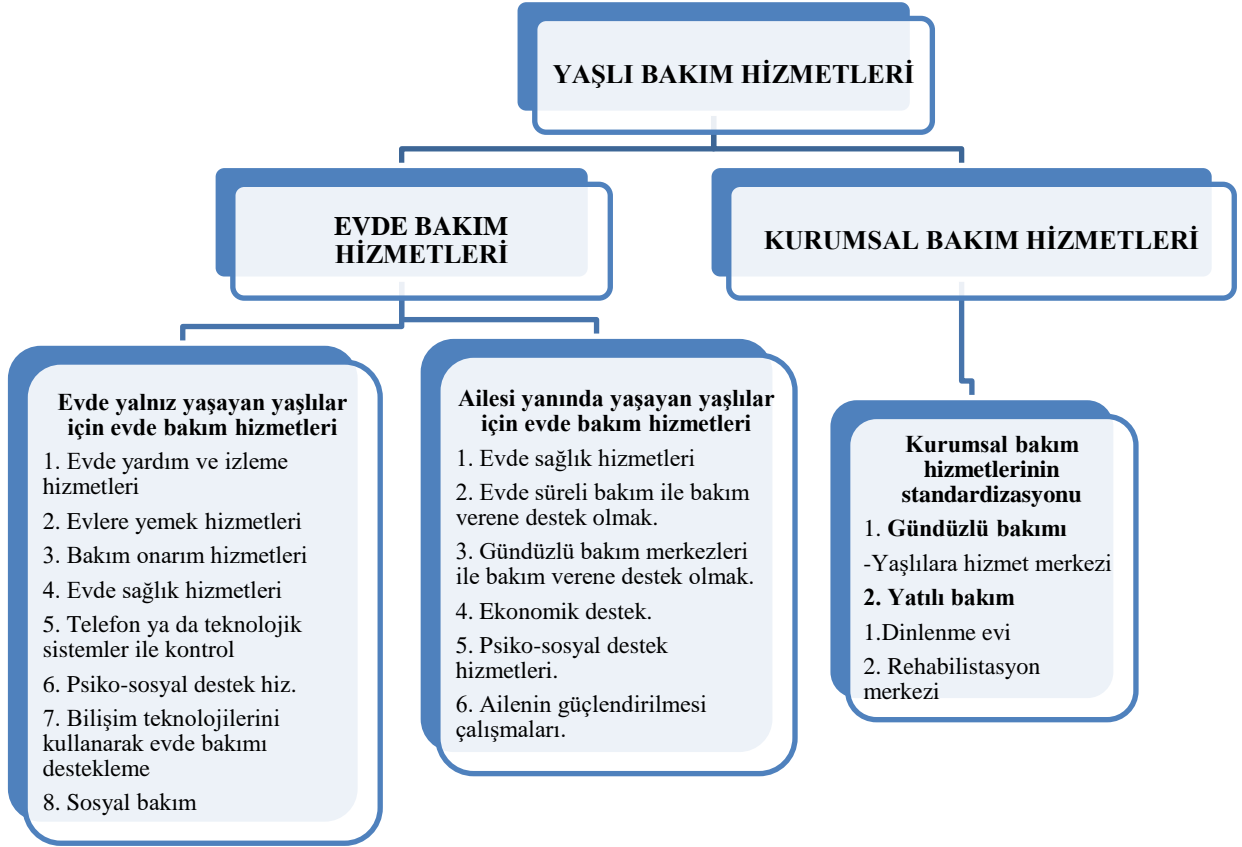 YAŞLI BAKIM HİZMETLERİ
EVDE BAKIM
HİZMETLERİ
KURUMSAL BAKIM HİZMETLERİ
Evde yalnız yaşayan yaşlılar
için evde bakım hizmetleri
1. Evde yardım ve izleme
hizmetleri
2. Evlere yemek hizmetleri
3. Bakım onarım hizmetleri
4. Evde sağlık hizmetleri
5. Telefon ya da teknolojik
sistemler ile kontrol
6. Psiko-sosyal destek hiz.
7. Bilişim teknolojilerini
kullanarak evde bakımı
destekleme
8. Sosyal bakım
Ailesi yanında yaşayan yaşlılar
için evde bakım hizmetleri
1. Evde sağlık hizmetleri
2. Evde süreli bakım ile bakım
verene destek olmak.
3. Gündüzlü bakım merkezleri
ile bakım verene destek olmak.
4. Ekonomik destek.
5. Psiko-sosyal destek
hizmetleri.
6. Ailenin güçlendirilmesi
çalışmaları.
Kurumsal bakım
hizmetlerinin
standardizasyonu
1. Gündüzlü bakımı
-Yaşlılara hizmet merkezi
2. Yatılı bakım
1.Dinlenme evi
2. Rehabilistasyon
merkezi